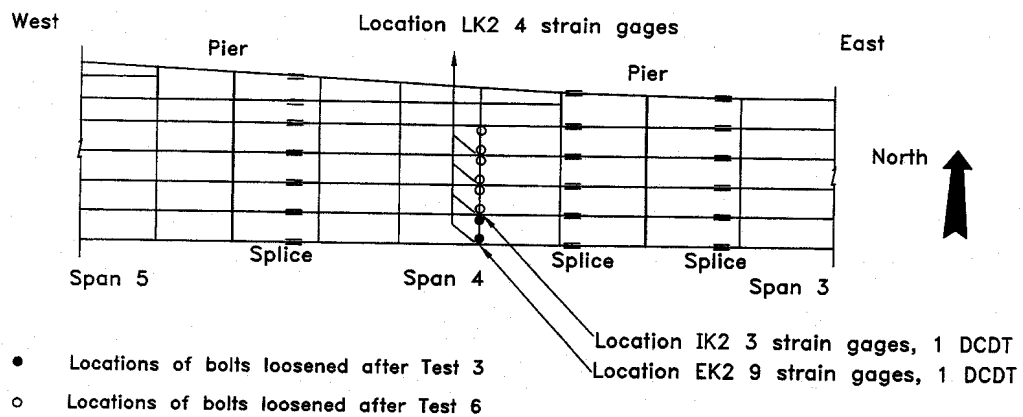 West
Location LK2 4 strain gages
East
Pier
Pier
North
Splice
Splice
Splice
Span 5
Span 4
Span 3
Location IK2 3 strain gages, 1 DCDT
Location EK2 9 strain gages, 1 DCDT
Locations of bolts loosened after Test 3
Locations of bolts loosened after Test 6